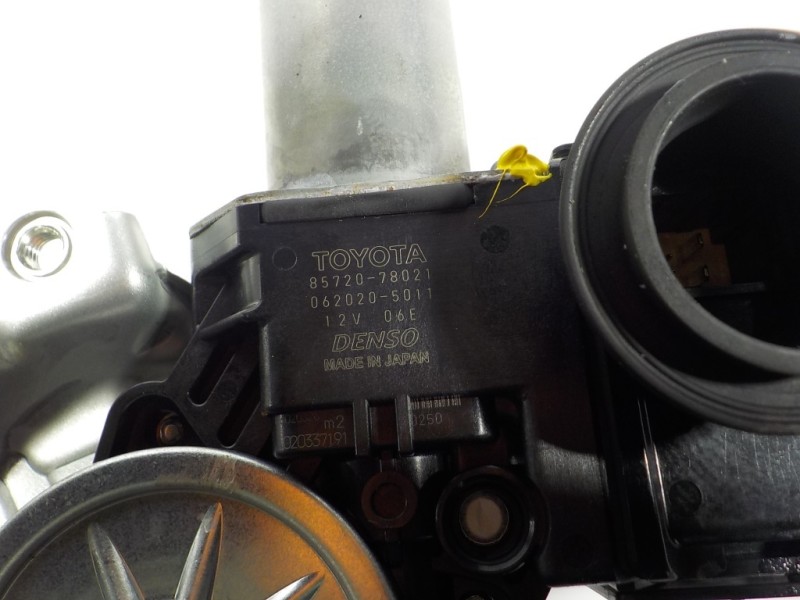 TOYOTA
85720-78021
062020-5011
12V 06E
DENSO
MADE IN JAPAN
m2
0250
020337191